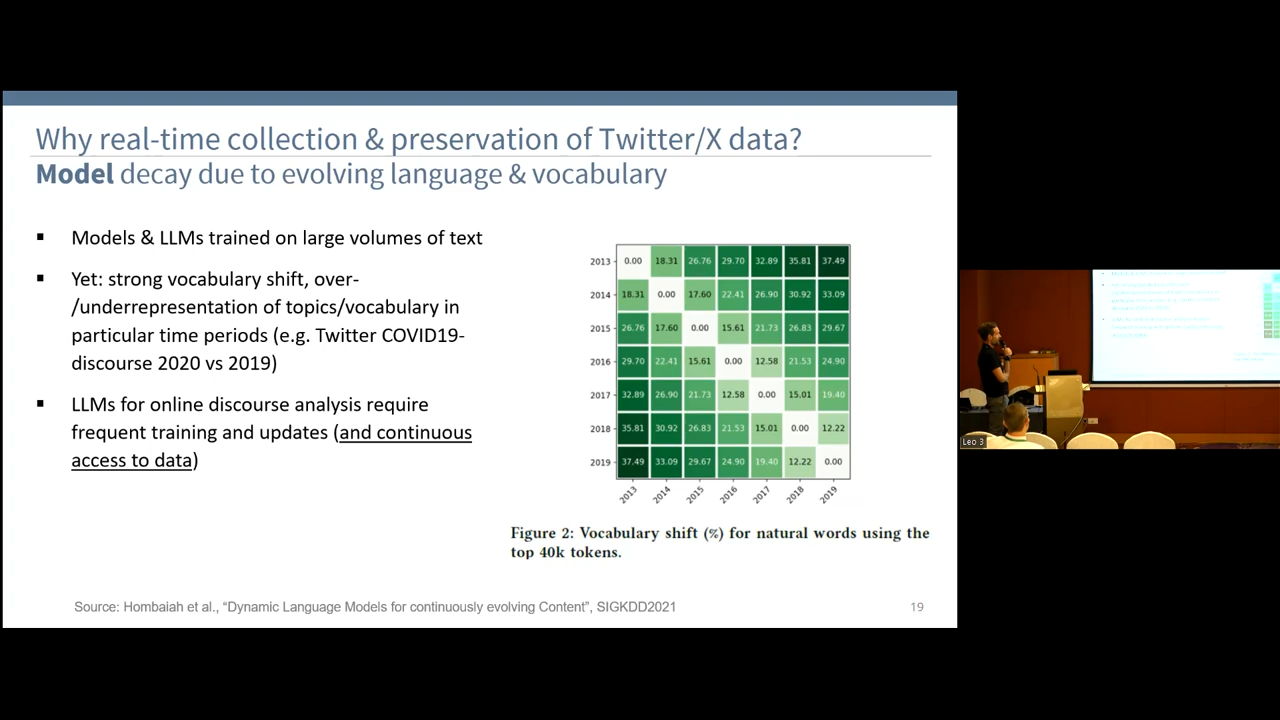 Why real-time collection & preservation of Twitter/X data?
Model decay due to evolving language & vocabulary
▪ Models & LLMs trained on large volumes of text
▪ Yet: strong vocabulary shift, over-
/underrepresentation of topics/vocabulary in
particular time periods (e.g. Twitter COVID19-
discourse 2020 vs 2019)
▪ LLMs for online discourse analysis require
frequent training and updates (and continuous
access to data)
2013 0.00 18.31 26.76 29.70 32.89 35.81 37.49
2014 18.31 0.00 17.60 22.41 26.90 30.92 33.09
2015 26.76 17.60 0.00 15.61 21.73 26.83 29.67
2016 29.70 22.41 15.61 0.00 12.58 21.53 24.90
2017 32.89 26.90 21.73 12.58 0.00 15.01 19.40
2018 35.81 30.92 26.83 21.53 15.01 0.00 12.22
2019 37.49 33.09 29.67 24.90 19.40 12.22 0.00
2013 2014 2015 2016 2017 2018 2019
Figure 2: Vocabulary shift (%) for natural words using the
top 40k tokens.
Source: Hombaiah et al., “Dynamic Language Models for continuously evolving Content”, SIGKDD2021
19
Leo 3